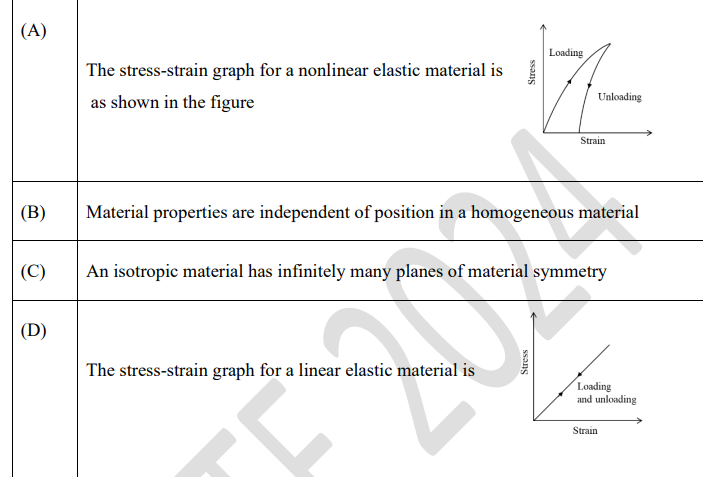 (A)
The stress-strain graph for a nonlinear elastic material is
as shown in the figure
Stress
Loading
Unloading
Strain
(B)
Material properties are independent of position in a homogeneous material
(C)
An isotropic material has infinitely many planes of material symmetry
(D)
The stress-strain graph for a linear elastic material is
Stress
Loading
and unloading
Strain
TE 2024